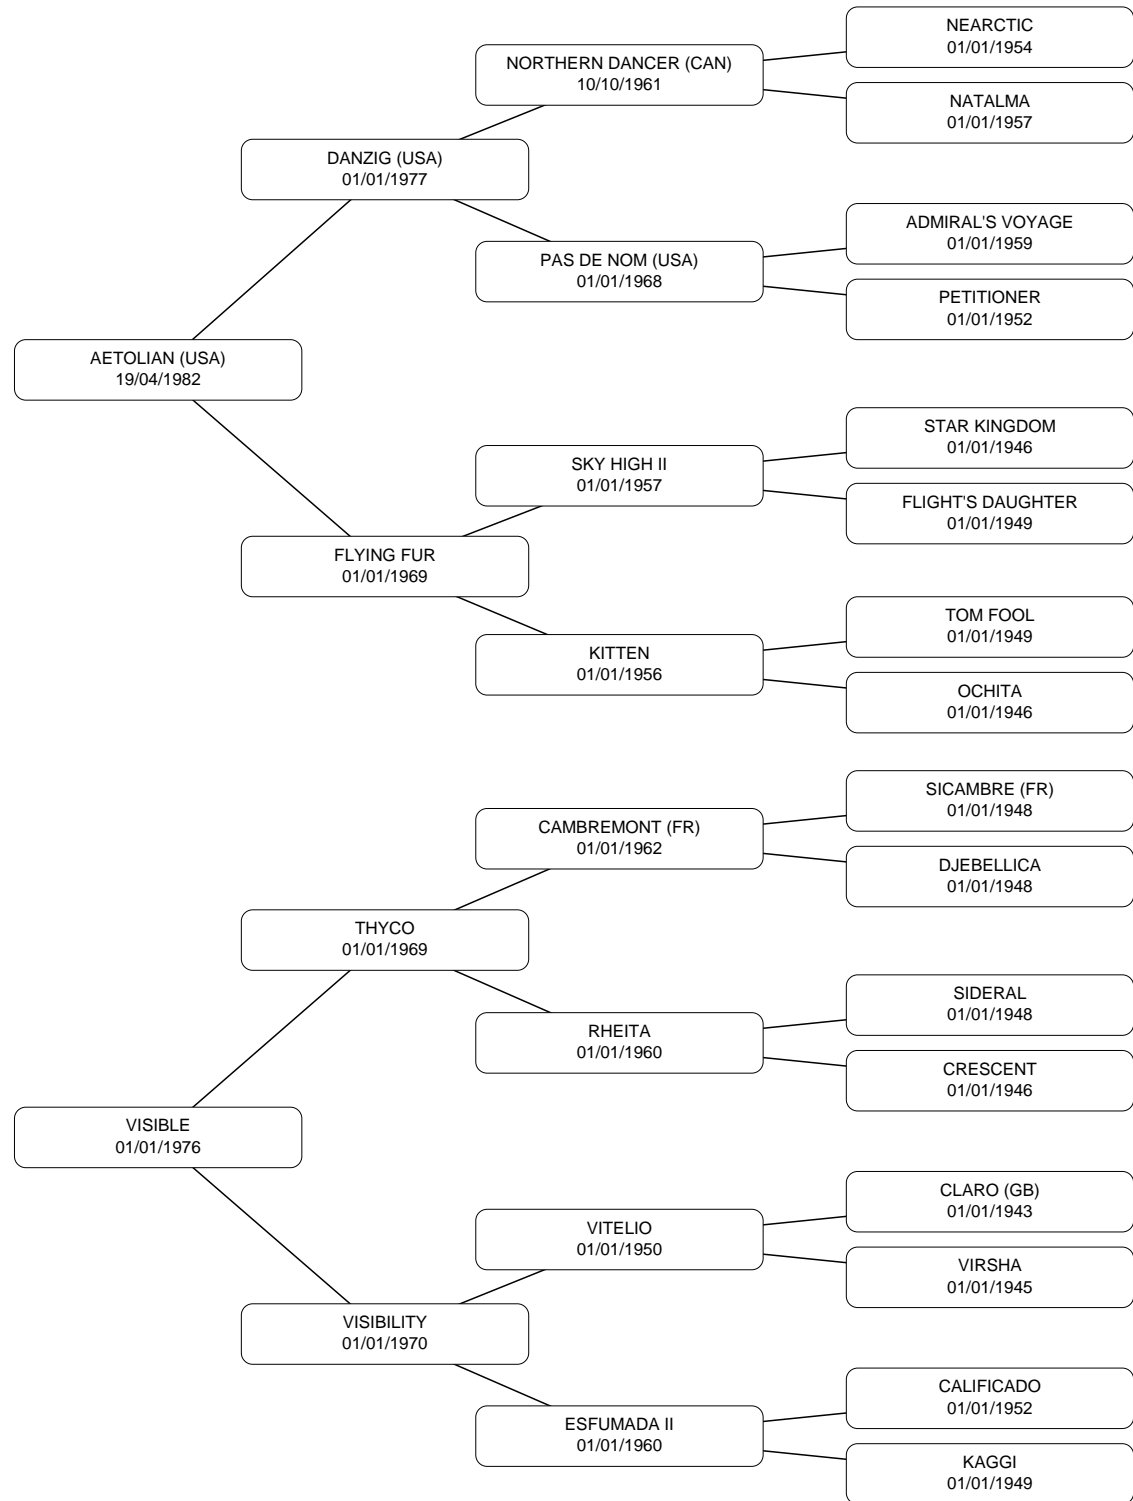 NEARCTIC
01/01/1954
NORTHERN DANCER (CAN)
10/10/1961
NATALMA
01/01/1957
DANZIG (USA)
01/01/1977
ADMIRAL'S VOYAGE
01/01/1959
PAS DE NOM (USA)
01/01/1968
PETITIONER
01/01/1952
AETOLIAN (USA)
19/04/1982
STAR KINGDOM
01/01/1946
SKY HIGH II
01/01/1957
FLIGHT'S DAUGHTER
01/01/1949
FLYING FUR
01/01/1969
TOM FOOL
01/01/1949
KITTEN
01/01/1956
OCHITA
01/01/1946
SICAMBRE (FR)
01/01/1948
CAMBREMONT (FR)
01/01/1962
DJEBELLICA
01/01/1948
THYCO
01/01/1969
SIDERAL
01/01/1948
RHEITA
01/01/1960
CRESCENT
01/01/1946
VISIBLE
01/01/1976
CLARO (GB)
01/01/1943
VITELIO
01/01/1950
VIRSHA
01/01/1945
VISIBILITY
01/01/1970
CALIFICADO
01/01/1952
ESFUMADA II
01/01/1960
KAGGI
01/01/1949